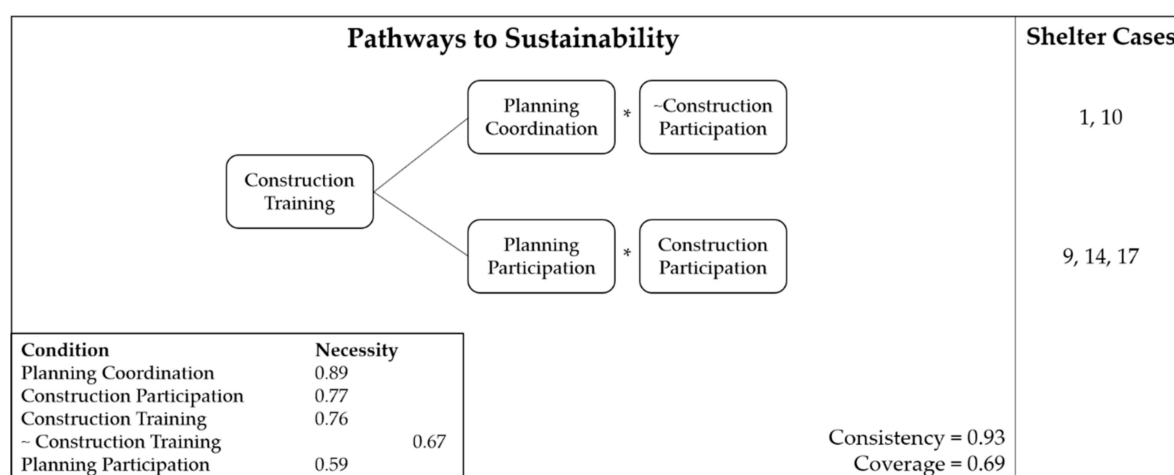 Pathways to Sustainability
Shelter Cases
Planning
Coordination
*
~Construction
Participation
1, 10
Construction
Training
Planning
Participation
*
Construction
Participation
9, 14, 17
Condition Necessity
Planning Coordination 0.89
Construction Participation 0.77
Construction Training 0.76
~ Construction Training 0.67
Planning Participation 0.59
Consistency = 0.93
Coverage = 0.69